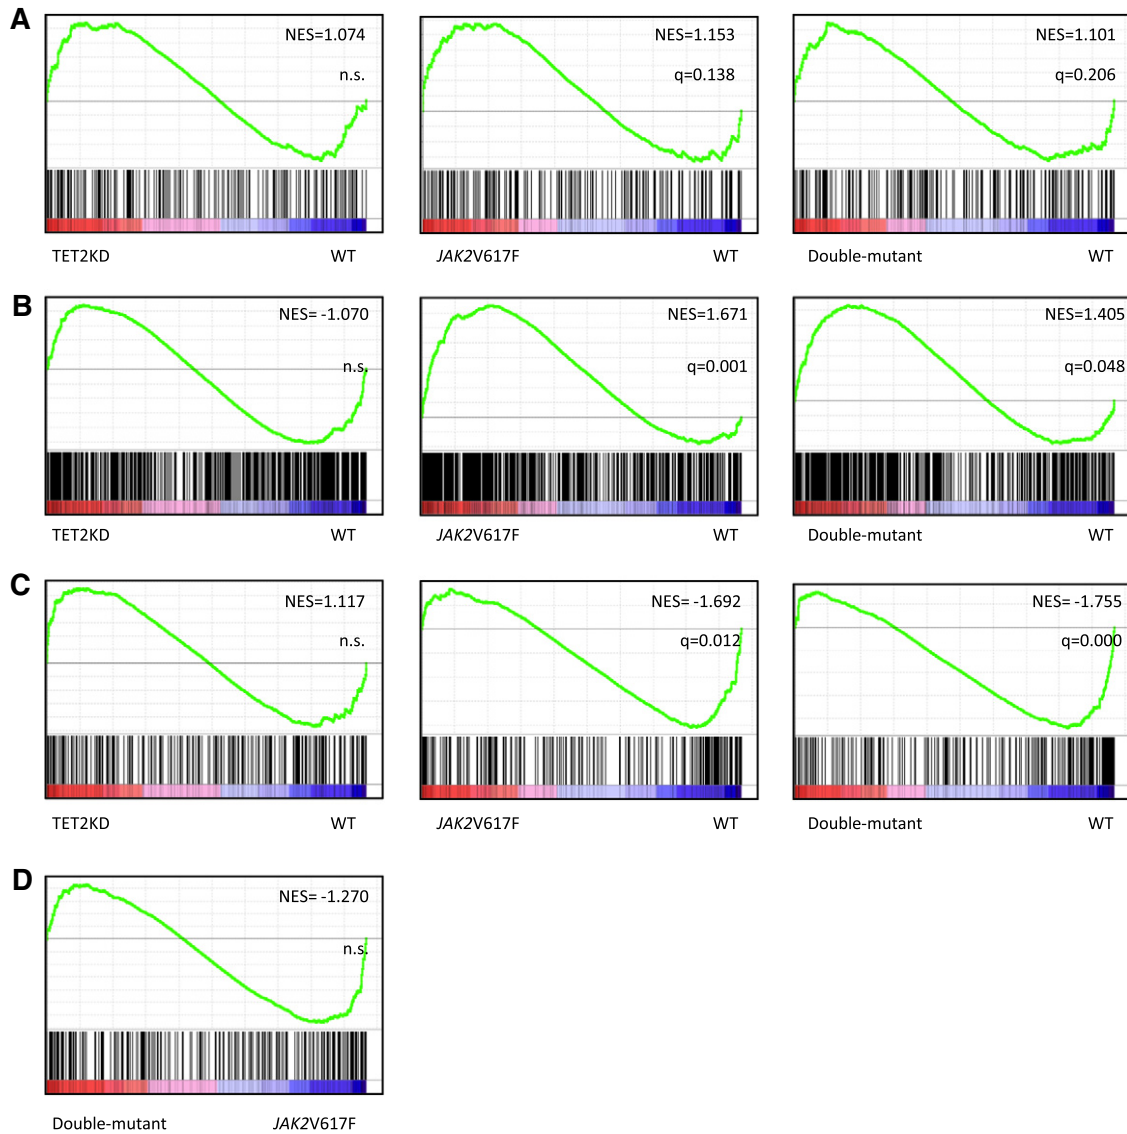 A
NES=1.074
n.s.
TET2KD WT
NES=1.153
q=0.138
JAK2V617F WT
NES=1.101
q=0.206
Double-mutant WT
B
NES= -1.070
n.s.
TET2KD WT
NES=1.671
q=0.001
JAK2V617F WT
NES=1.405
q=0.048
Double-mutant WT
C
NES=1.117
n.s.
TET2KD WT
NES= -1.692
q=0.012
JAK2V617F WT
NES= -1.755
q=0.000
Double-mutant WT
D
NES= -1.270
n.s.
Double-mutant JAK2V617F